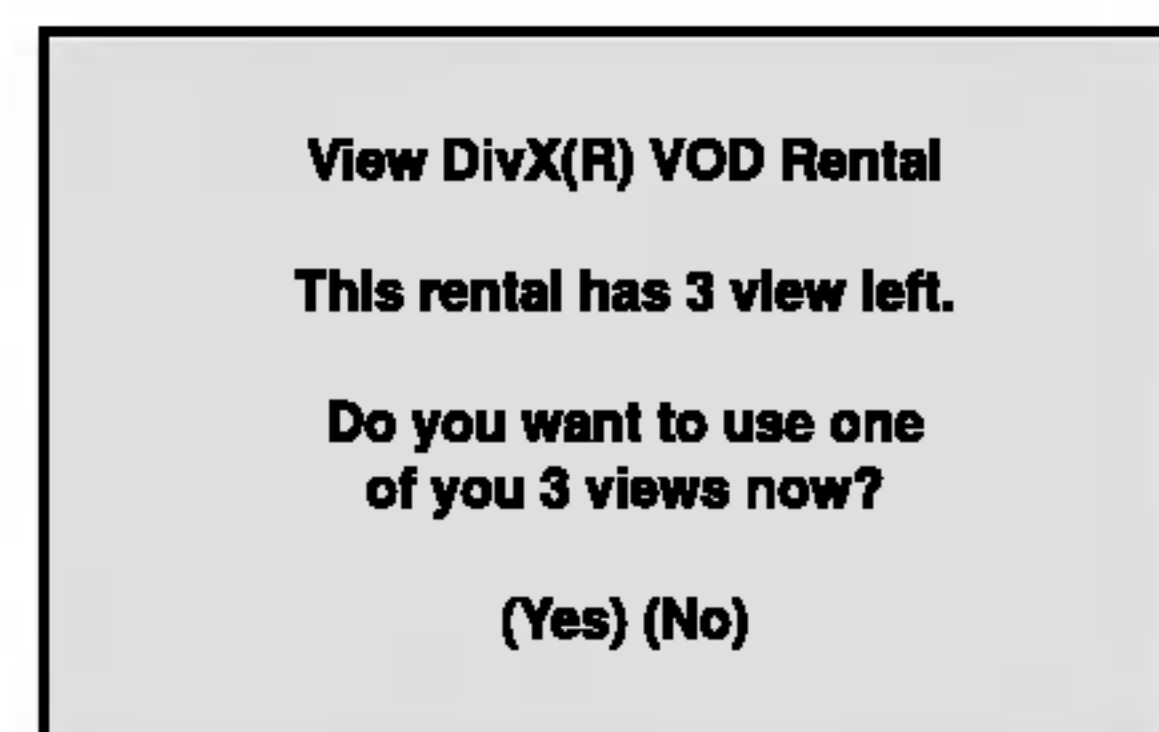 View DivX(R) VOD Rental
This rental has 3 view left.
Do you want to use one
of you 3 views now?
(Yes) (No)